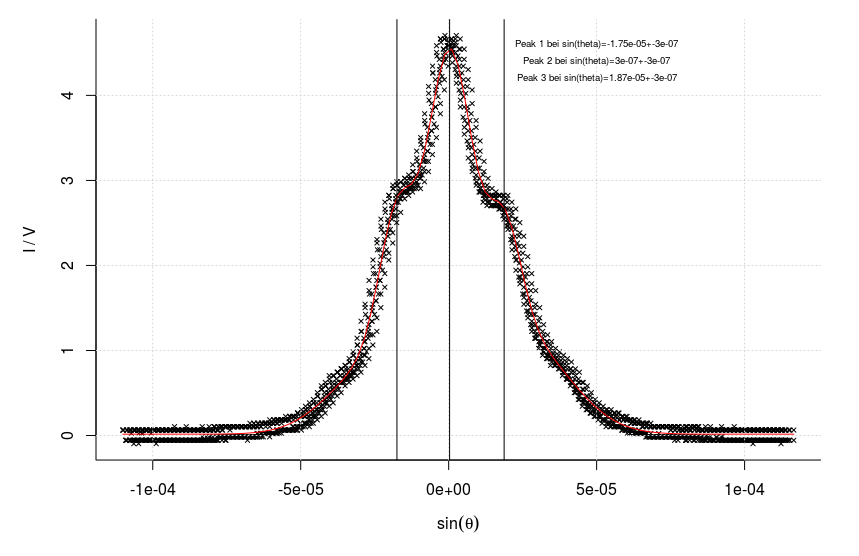 Peak 1 bei sin(theta)=-1.75e-05+-3e-07
Peak 2 bei sin(theta)=3e-07+-3e-07
Peak 3 bei sin(theta)=1.87e-05+-3e-07
4
3
2
1
0
I / V
-1e-04 -5e-05 0e+00 5e-05 1e-04
sin(θ)